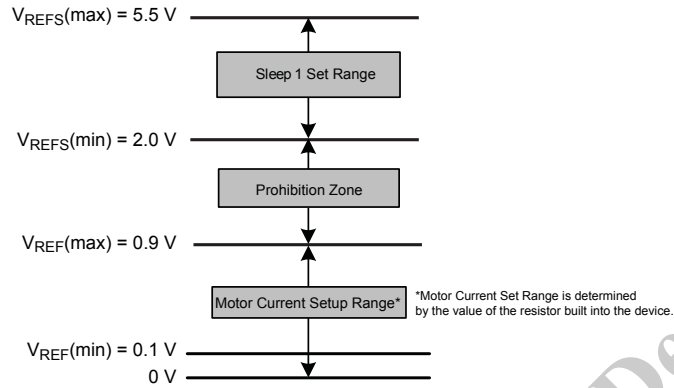 VREFS(max) = 5.5 V
Sleep 1 Set Range
VREFS(min) = 2.0 V
Prohibition Zone
VREF(max) = 0.9 V
Motor Current Setup Range*
*Motor Current Set Range is determined
by the value of the resistor built into the device.
VREF(min) = 0.1 V
0 V